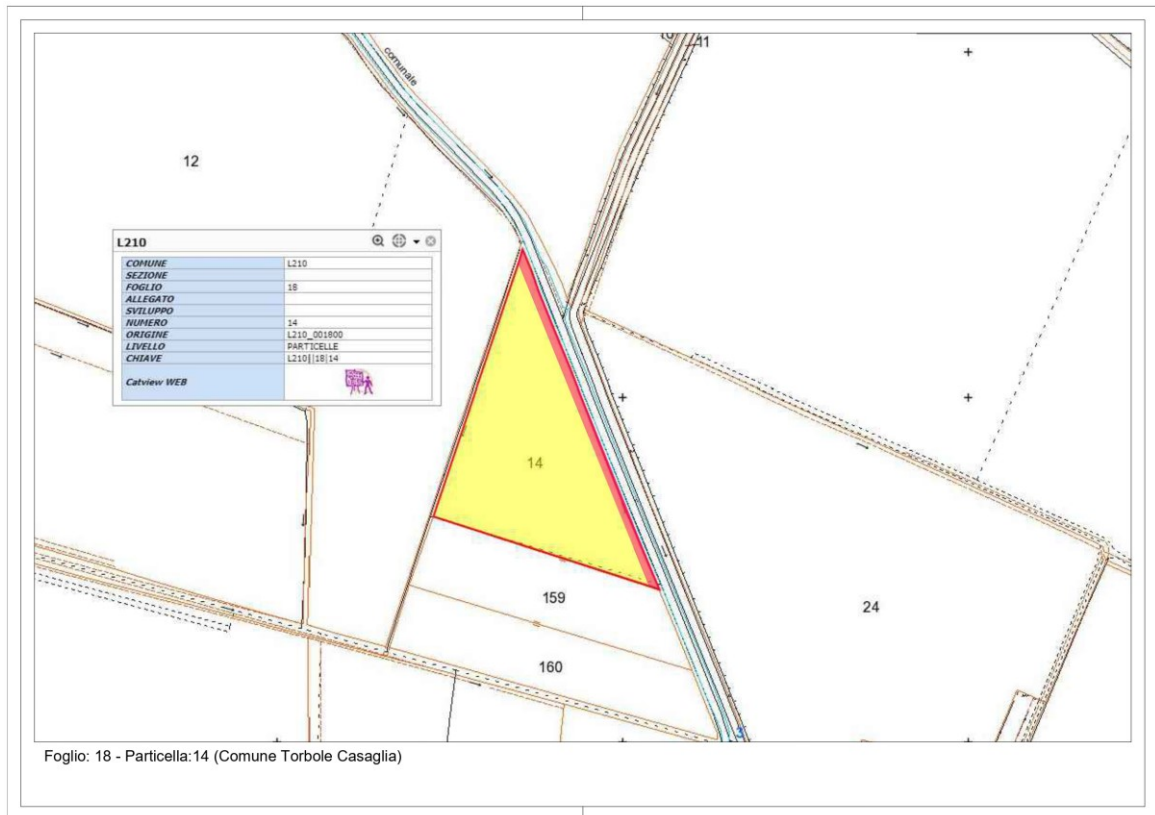 comunale
11
12
L210
COMUNE L210
SEZIONE
FOGLIO 18
ALLEGATO
SVILUPPO
NUMERO 14
ORIGINE L210_001800
LIVELLO PARTICELLE
CHIAVE L210||18|14
Catview WEB
14
159
24
160
3
Foglio: 18 - Particella:14 (Comune Torbole Casaglia)